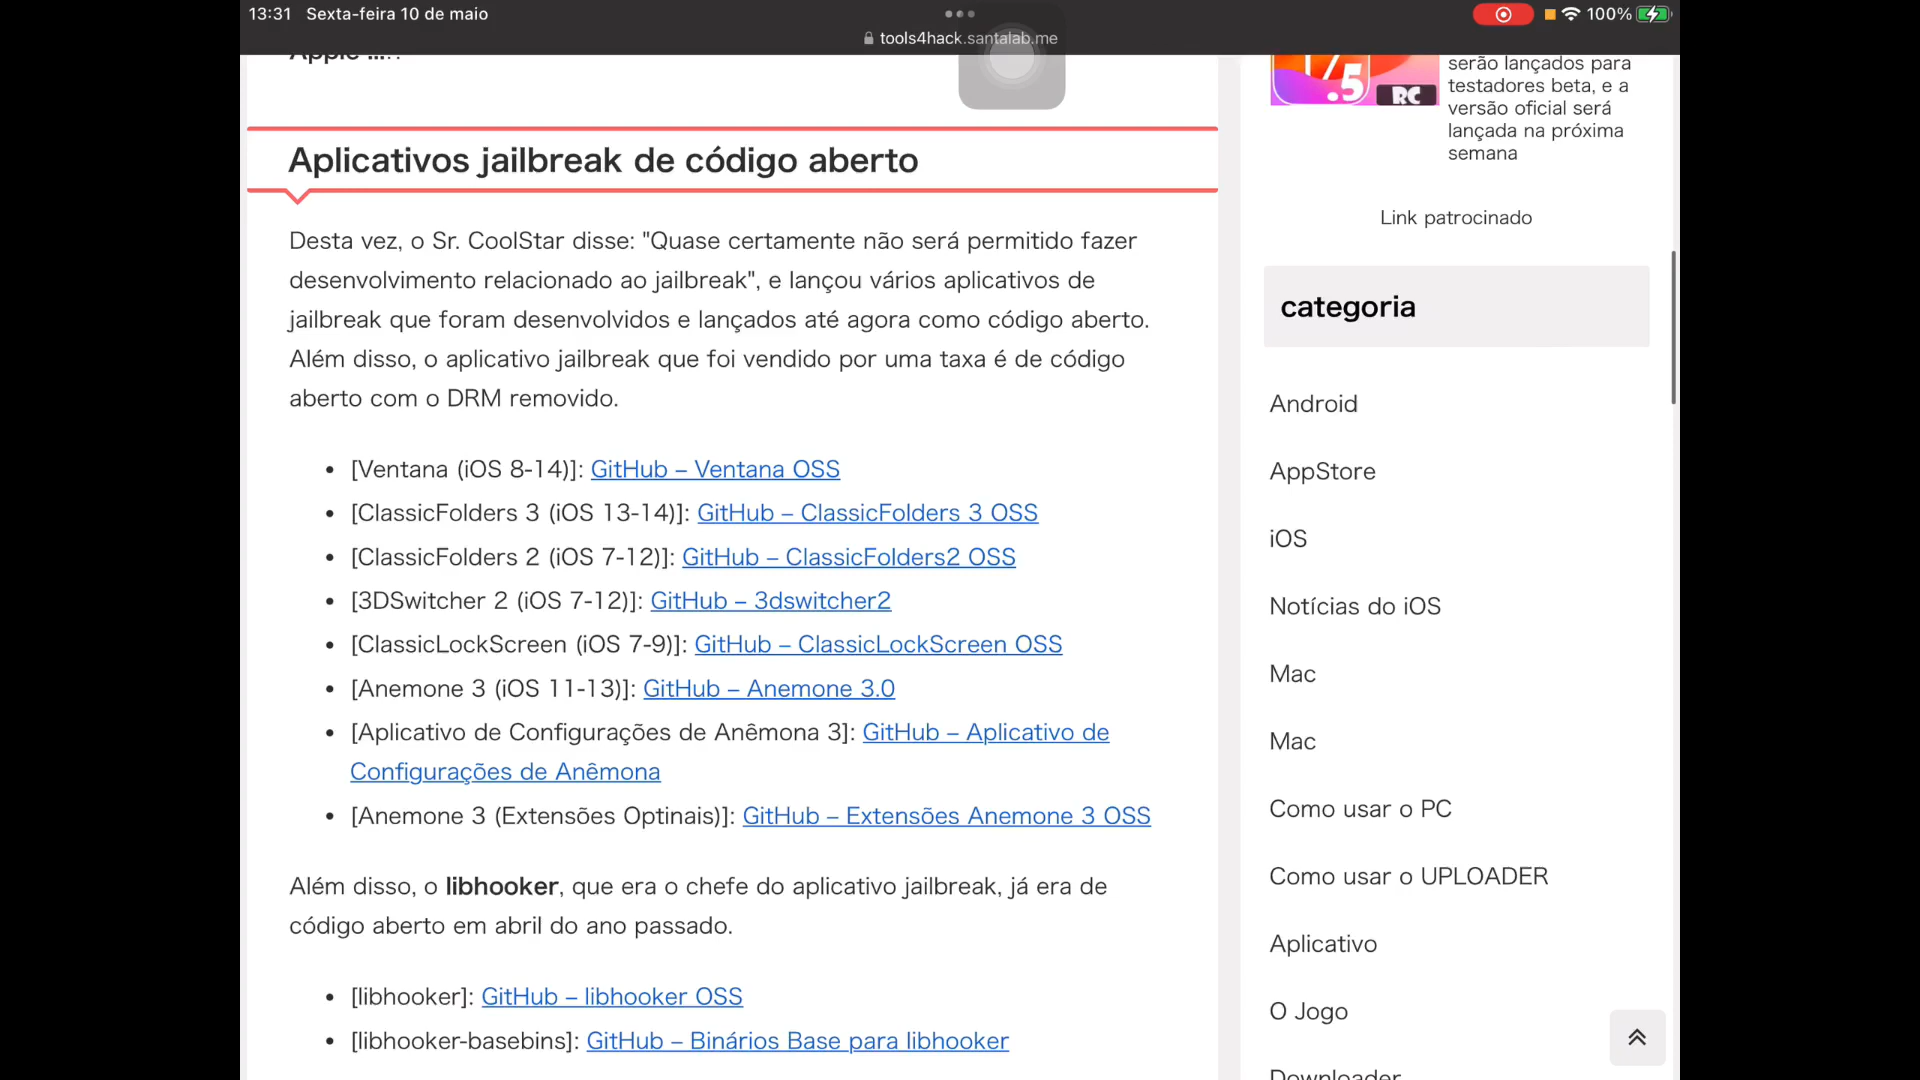 13:31 Sexta-feira 10 de maio
100%
tools4hack.santalab.me
Aplicativos jailbreak de código aberto
Desta vez, o Sr. CoolStar disse: "Quase certamente não será permitido fazer
desenvolvimento relacionado ao jailbreak", e lançou vários aplicativos de
jailbreak que foram desenvolvidos e lançados até agora como código aberto.
Além disso, o aplicativo jailbreak que foi vendido por uma taxa é de código
aberto com o DRM removido.
• [Ventana (iOS 8-14)]: GitHub – Ventana OSS
• [ClassicFolders 3 (iOS 13-14)]: GitHub – ClassicFolders 3 OSS
• [ClassicFolders 2 (iOS 7-12)]: GitHub – ClassicFolders2 OSS
• [3DSwitcher 2 (iOS 7-12)]: GitHub – 3dswitcher2
• [ClassicLockScreen (iOS 7-9)]: GitHub – ClassicLockScreen OSS
• [Anemone 3 (iOS 11-13)]: GitHub – Anemone 3.0
• [Aplicativo de Configurações de Anêmona 3]: GitHub – Aplicativo de
Configurações de Anêmona
• [Anemone 3 (Extensões Optinais)]: GitHub – Extensões Anemone 3 OSS
Além disso, o libhooker, que era o chefe do aplicativo jailbreak, já era de
código aberto em abril do ano passado.
• [libhooker]: GitHub – libhooker OSS
• [libhooker-basebins]: GitHub – Binários Base para libhooker
.5
RC
serão lançados para
testadores beta, e a
versão oficial será
lançada na próxima
semana
Link patrocinado
categoria
Android
AppStore
iOS
Notícias do iOS
Mac
Mac
Como usar o PC
Como usar o UPLOADER
Aplicativo
O Jogo
Downloader